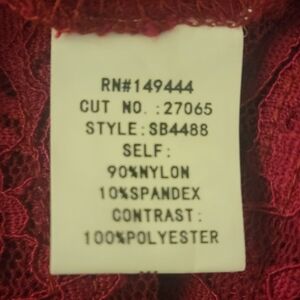 RN#149444
CUT NO.:27065
STYLE:SB4488
SELF:
90%NYLON
10%SPANDEX
CONTRAST:
100%POLYESTER